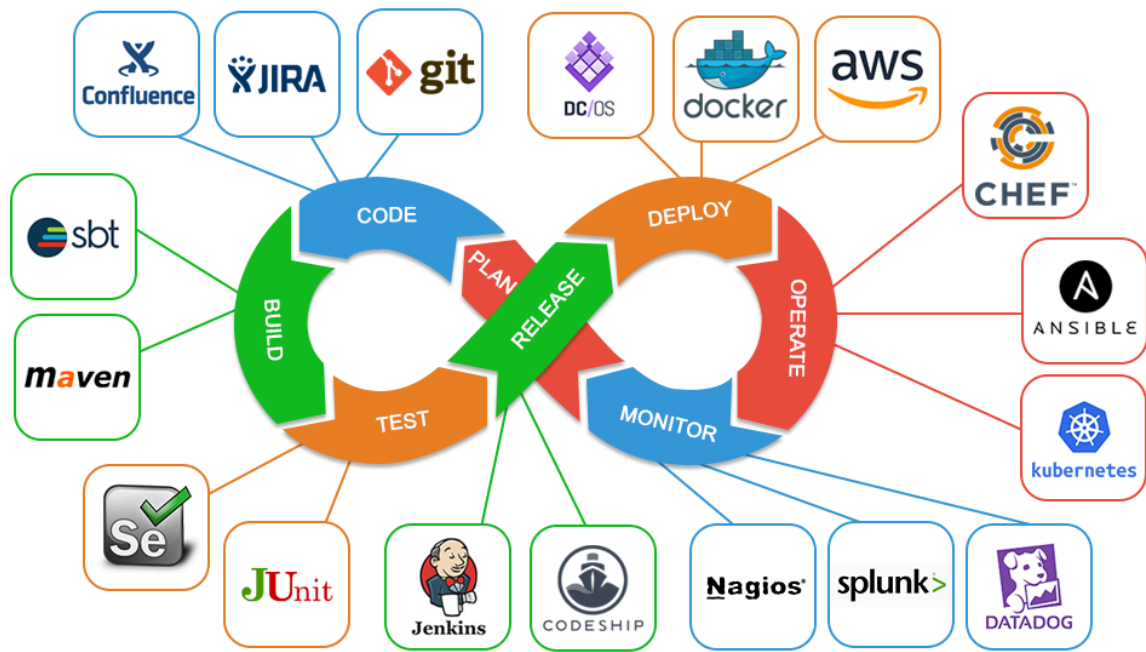 Confluence
JIRA
git
DC/OS
docker
aws
CHEF™
sbt
CODE
DEPLOY
PLAN
RELEASE
BUILD
OPERATE
ANSIBLE
maven
TEST
MONITOR
kubernetes
Se
JUnit
Jenkins
CODESHIP
Nagios®
splunk>
DATADOG